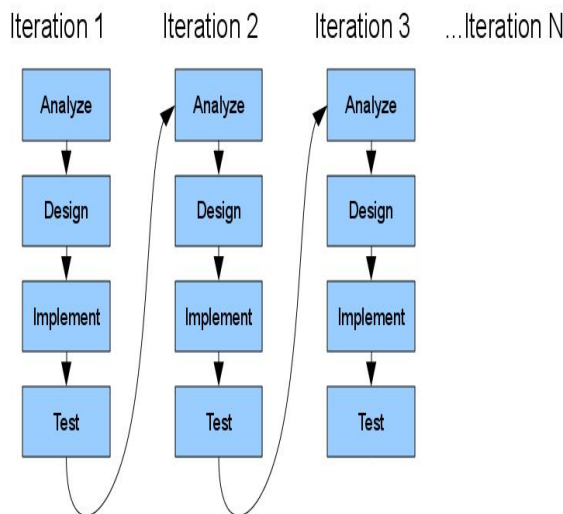 Iteration 1 Iteration 2 Iteration 3 ...Iteration N
Analyze Analyze Analyze
Design Design Design
Implement Implement Implement
Test Test Test